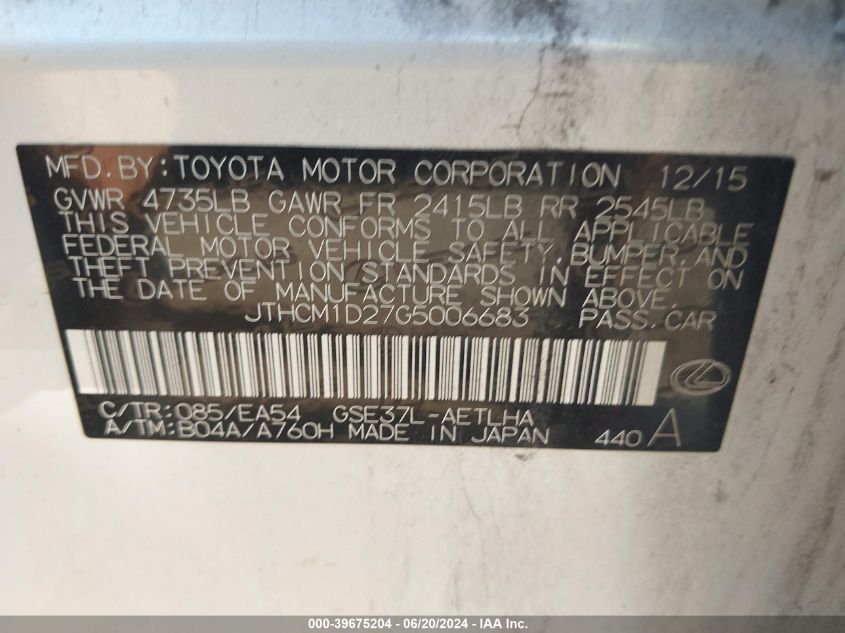 MFD.BY:TOYOTA MOTOR CORPORATION 12/15
GVWR 4735LB GAWR FR 2415LB RR 2545LB
THIS VEHICLE CONFORMS TO ALL APPLICABLE
FEDERAL MOTOR VEHICLE SAFETY,BUMPER AND
THEFT PREVENTION STANDARDS IN EFFECT ON
THE DATE OF MANUFACTURE SHOWN ABOVE.
JTHCM1D27G5006683 PASS.CAR
C/TR:085/EA54 GSE37L-AETLHA
A/TM:B04A/A760H MADE IN JAPAN 440 A
000-39675204 - 06/20/2024 - IAA Inc.